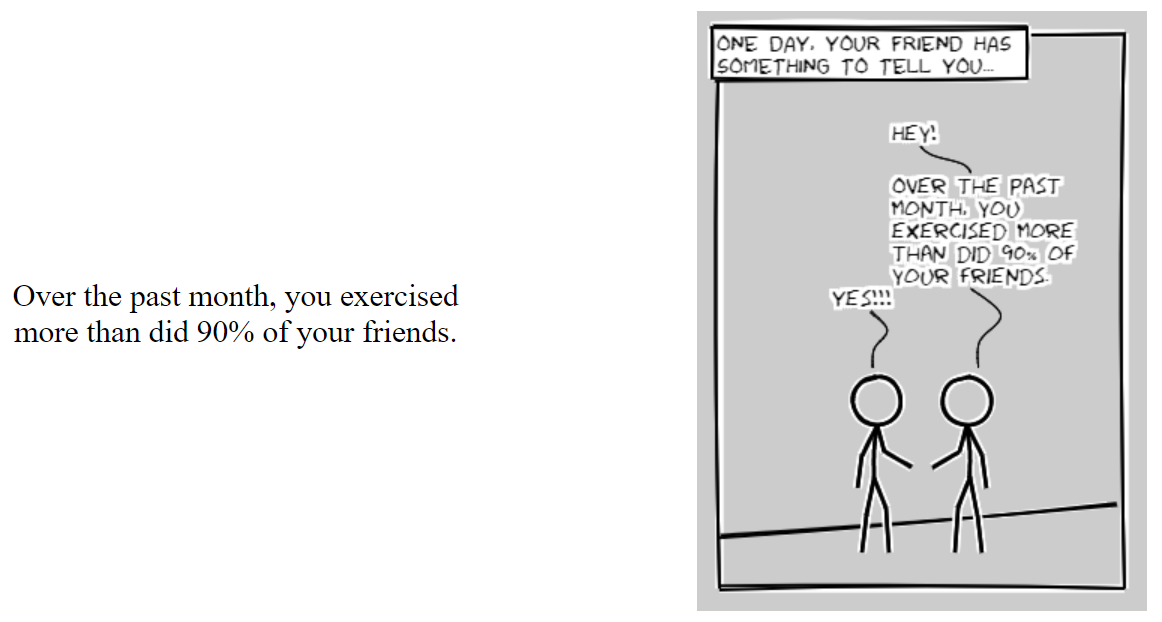 Over the past month, you exercised
more than did 90% of your friends.
ONE DAY, YOUR FRIEND HAS
SOMETHING TO TELL YOU...
HEY!
OVER THE PAST
MONTH, YOU
EXERCISED MORE
THAN DID 90% OF
YOUR FRIENDS.
YES!!!